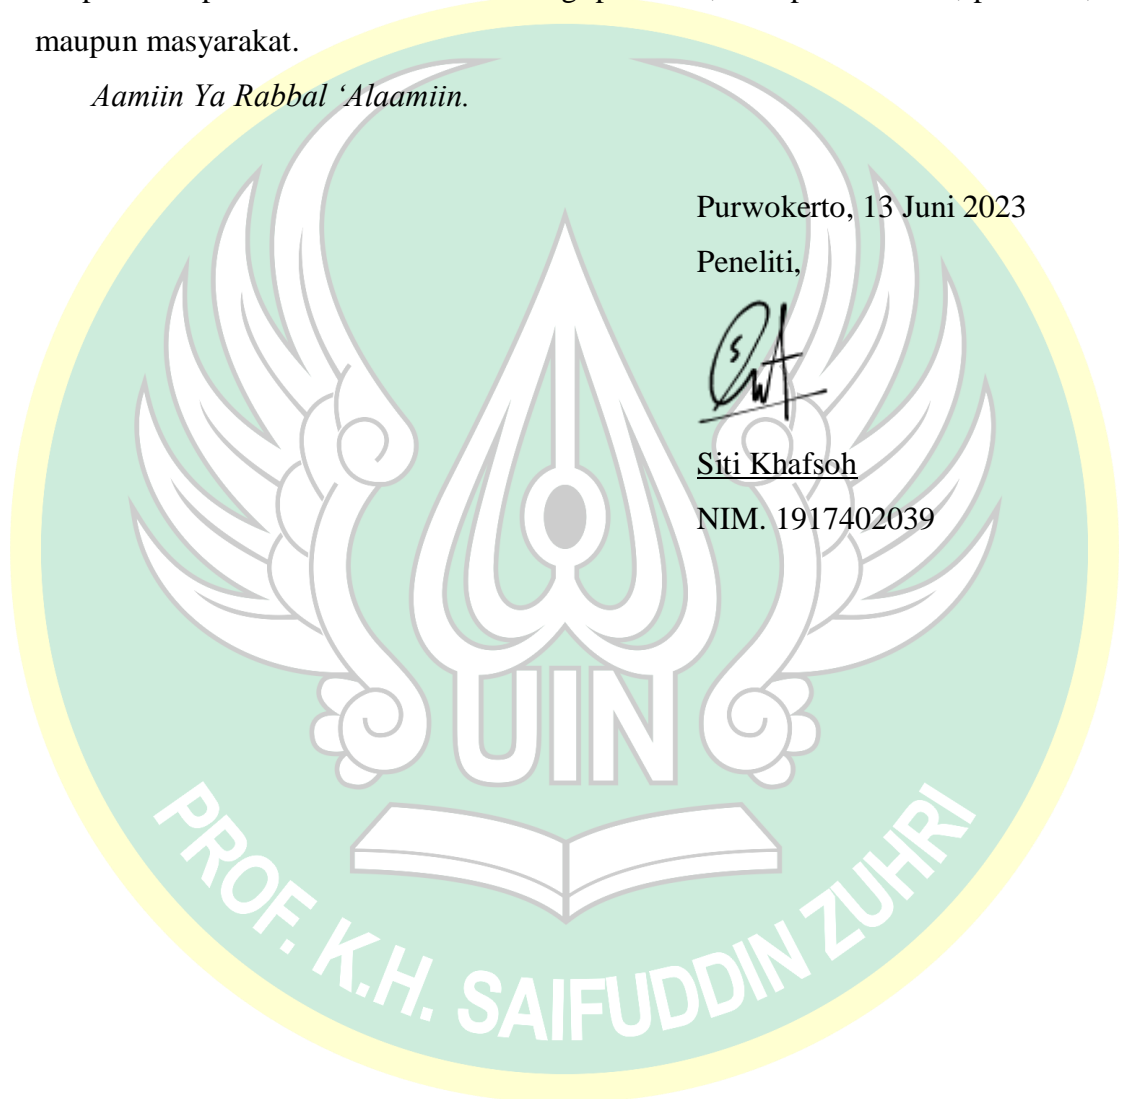 maupun masyarakat.
Aamiin Ya Rabbal ‘Alaamiin.
Purwokerto, 13 Juni 2023
Peneliti,
Siti Khafsoh
NIM. 1917402039
UIN
PROF. K.H. SAIFUDDIN ZUHRI